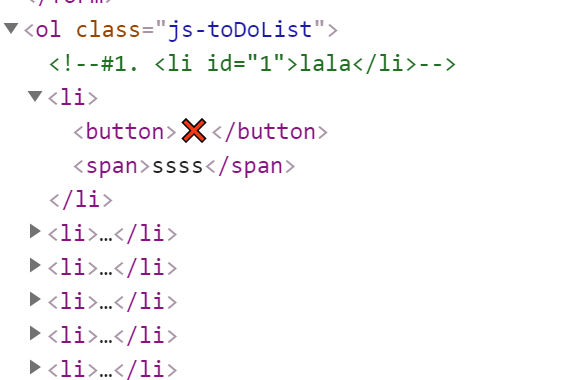 </form>
<ol class="js-toDoList">
<!--#1. <li id="1">lala</li>-->
<li>
<button>❌</button>
<span>ssss</span>
</li>
<li>…</li>
<li>…</li>
<li>…</li>
<li>…</li>
<li>…</li>